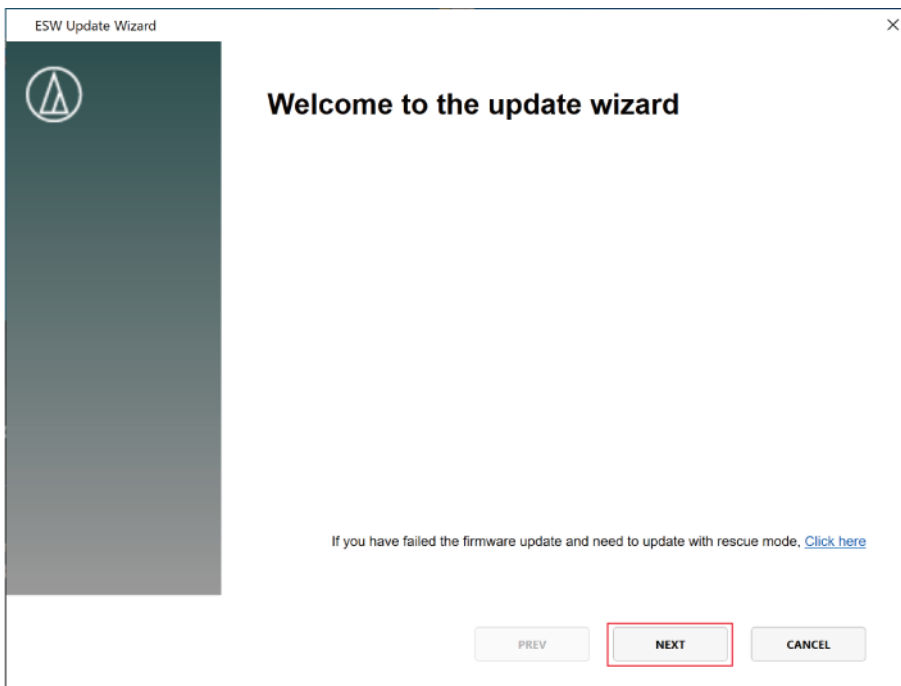 ESW Update Wizard
Welcome to the update wizard
If you have failed the firmware update and need to update with rescue mode, Click here
PREV
NEXT
CANCEL